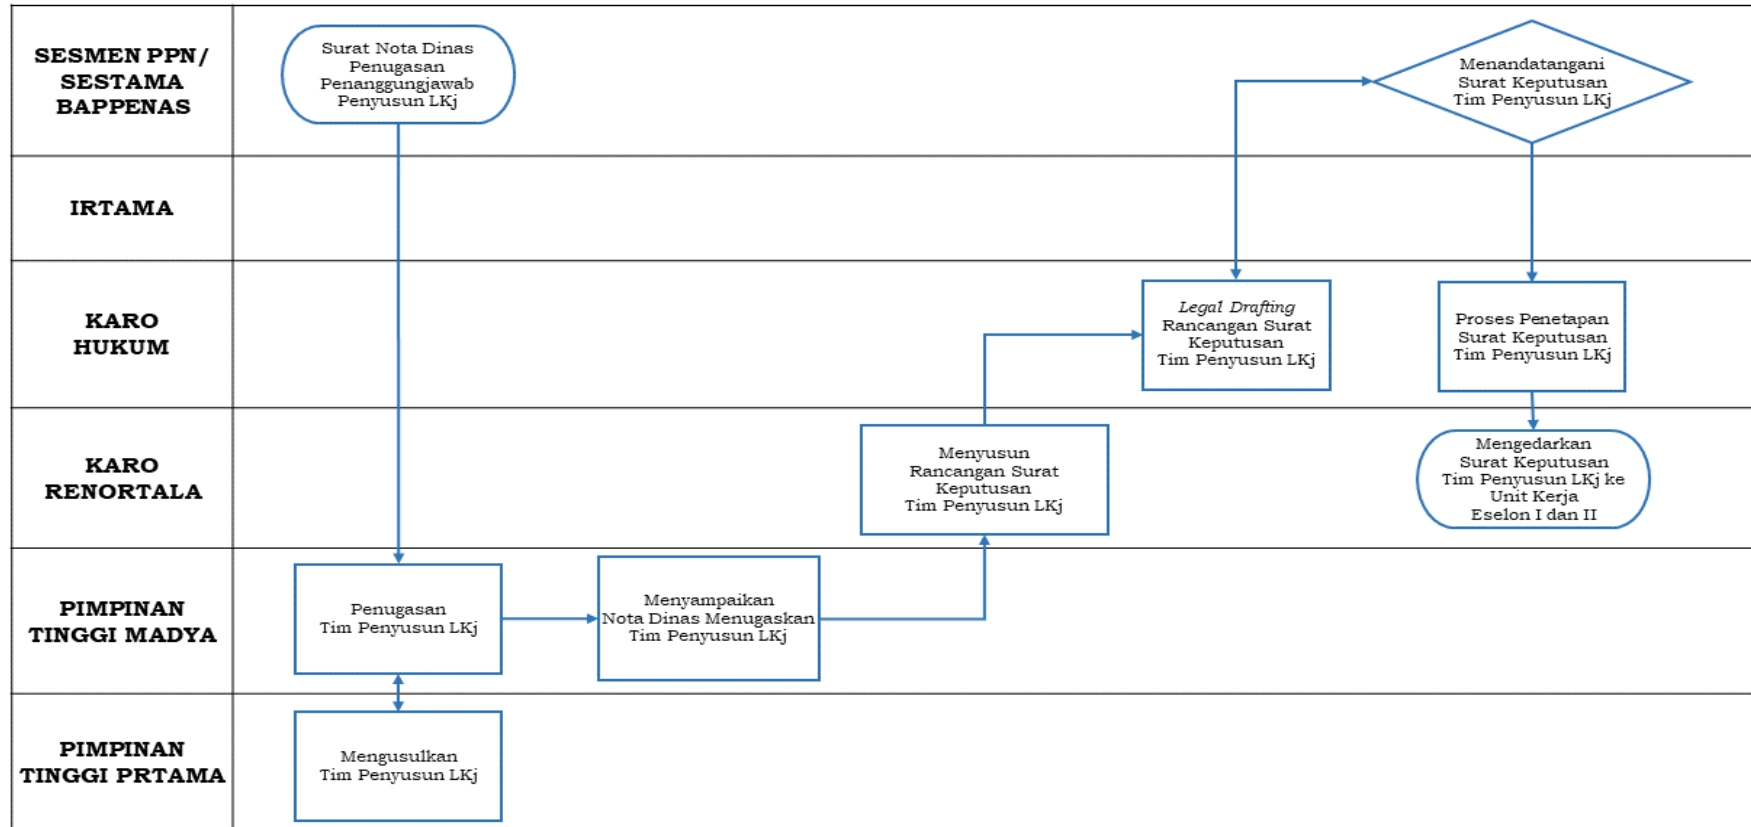 SESMEN PPN/
SESTAMA
BAPPENAS
Surat Nota Dinas
Penugasan
Penanggungjawab
Penyusun LKj
Menandatangani
Surat Keputusan
Tim Penyusun LKj
IRTAMA
KARO
HUKUM
Legal Drafting
Rancangan Surat
Keputusan
Tim Penyusun LKj
Proses Penetapan
Surat Keputusan
Tim Penyusun LKj
KARO
RENORTALA
Menyusun
Rancangan Surat
Keputusan
Tim Penyusun LKj
Mengedarkan
Surat Keputusan
Tim Penyusun LKj ke
Unit Kerja
Eselon I dan II
PIMPINAN
TINGGI MADYA
Penugasan
Tim Penyusun LKj
Menyampaikan
Nota Dinas Menugaskan
Tim Penyusun LKj
PIMPINAN
TINGGI PRTAMA
Mengusulkan
Tim Penyusun LKj